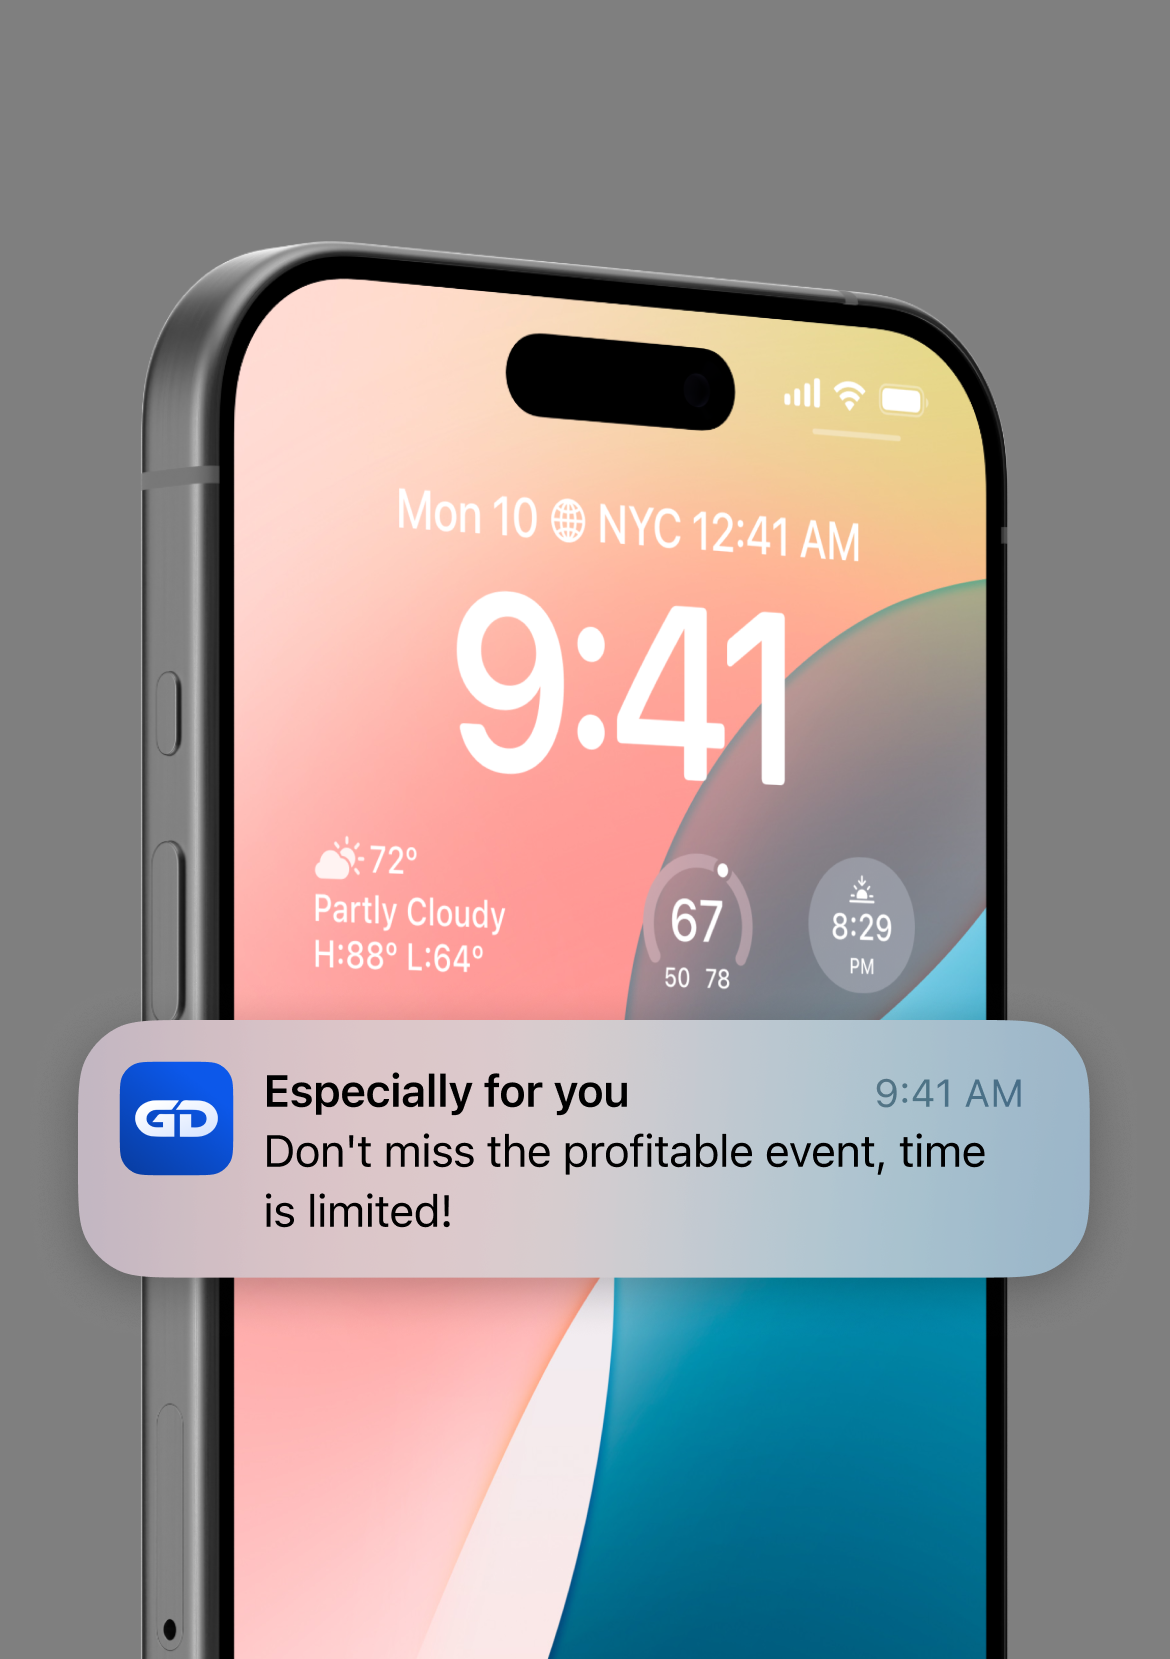 Mon 10 NYC 12:41 AM
9:41
72°
Partly Cloudy
H:88° L:64°
67
50 78
8:29
PM
GD
Especially for you
9:41 AM
Don't miss the profitable event, time
is limited!